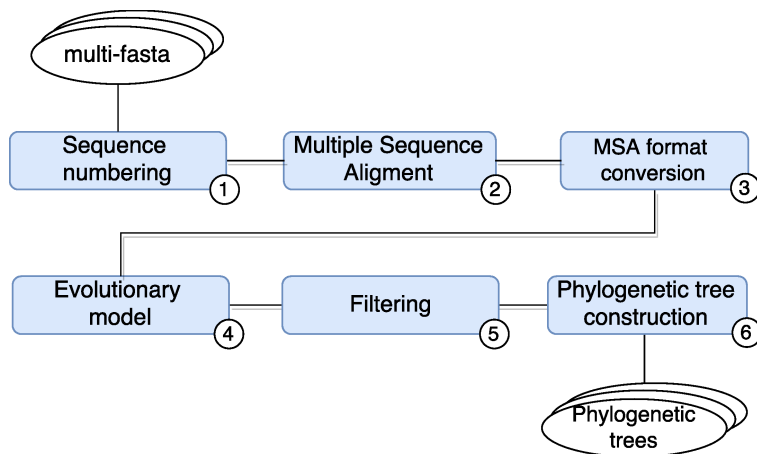 multi-fasta
Sequence
numbering
1
Multiple Sequence
Aligment
2
MSA format
conversion
3
Evolutionary
model
4
Filtering
5
Phylogenetic tree
construction
6
Phylogenetic
trees